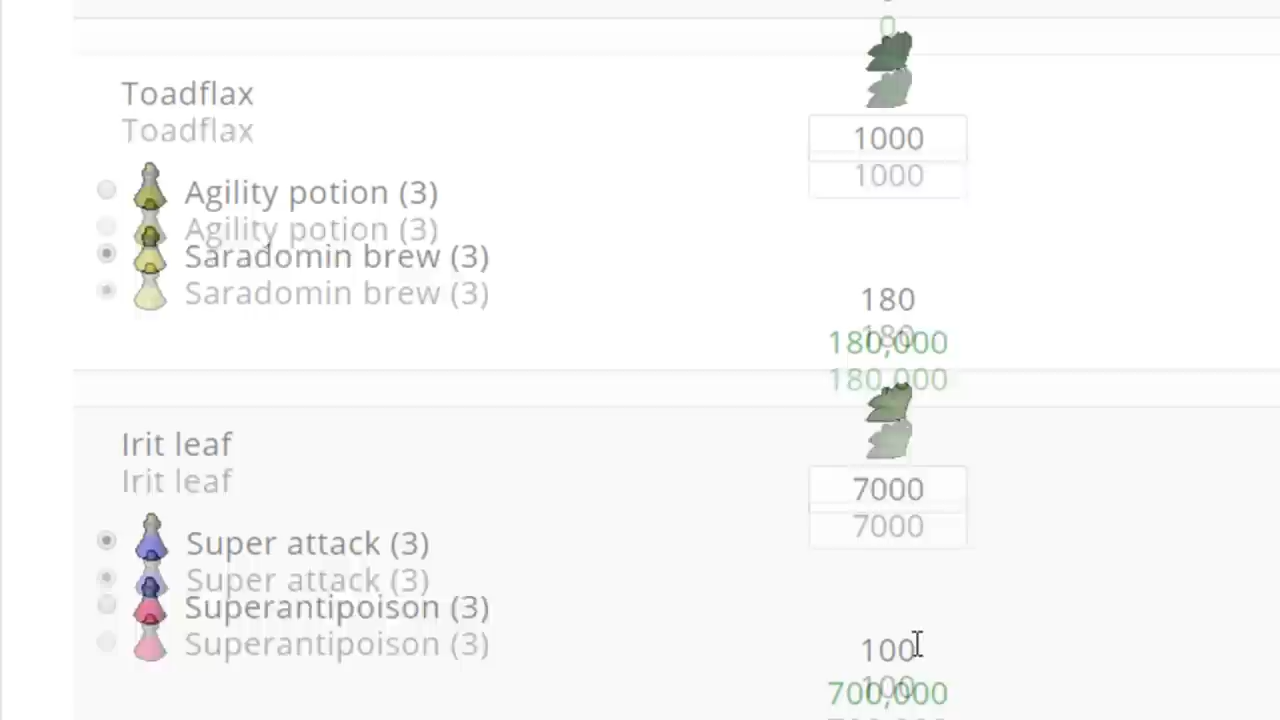 0
Toadflax
Toadflax
1000
1000
Agility potion (3)
Agility potion (3)
Saradomin brew (3)
Saradomin brew (3)
180
180
180,000
180,000
Irit leaf
Irit leaf
7000
7000
Super attack (3)
Super attack (3)
Superantipoison (3)
Superantipoison (3)
100
100
700,000